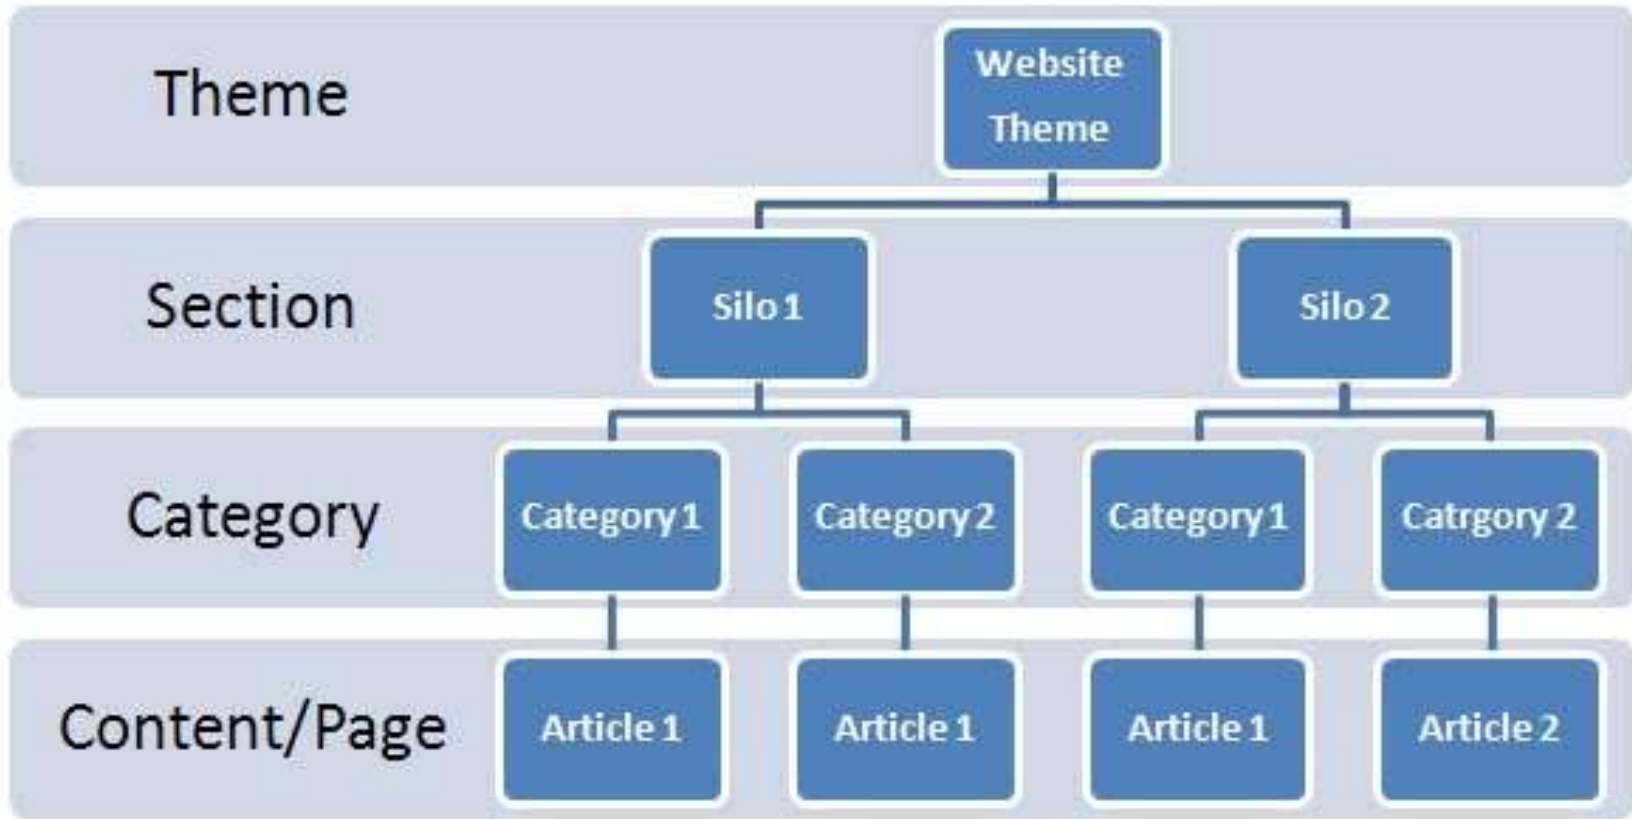 Theme
Website
Theme
Section
Silo 1
Silo 2
Category
Category 1
Category 2
Category 1
Catrgory 2
Content/Page
Article 1
Article 1
Article 1
Article 2